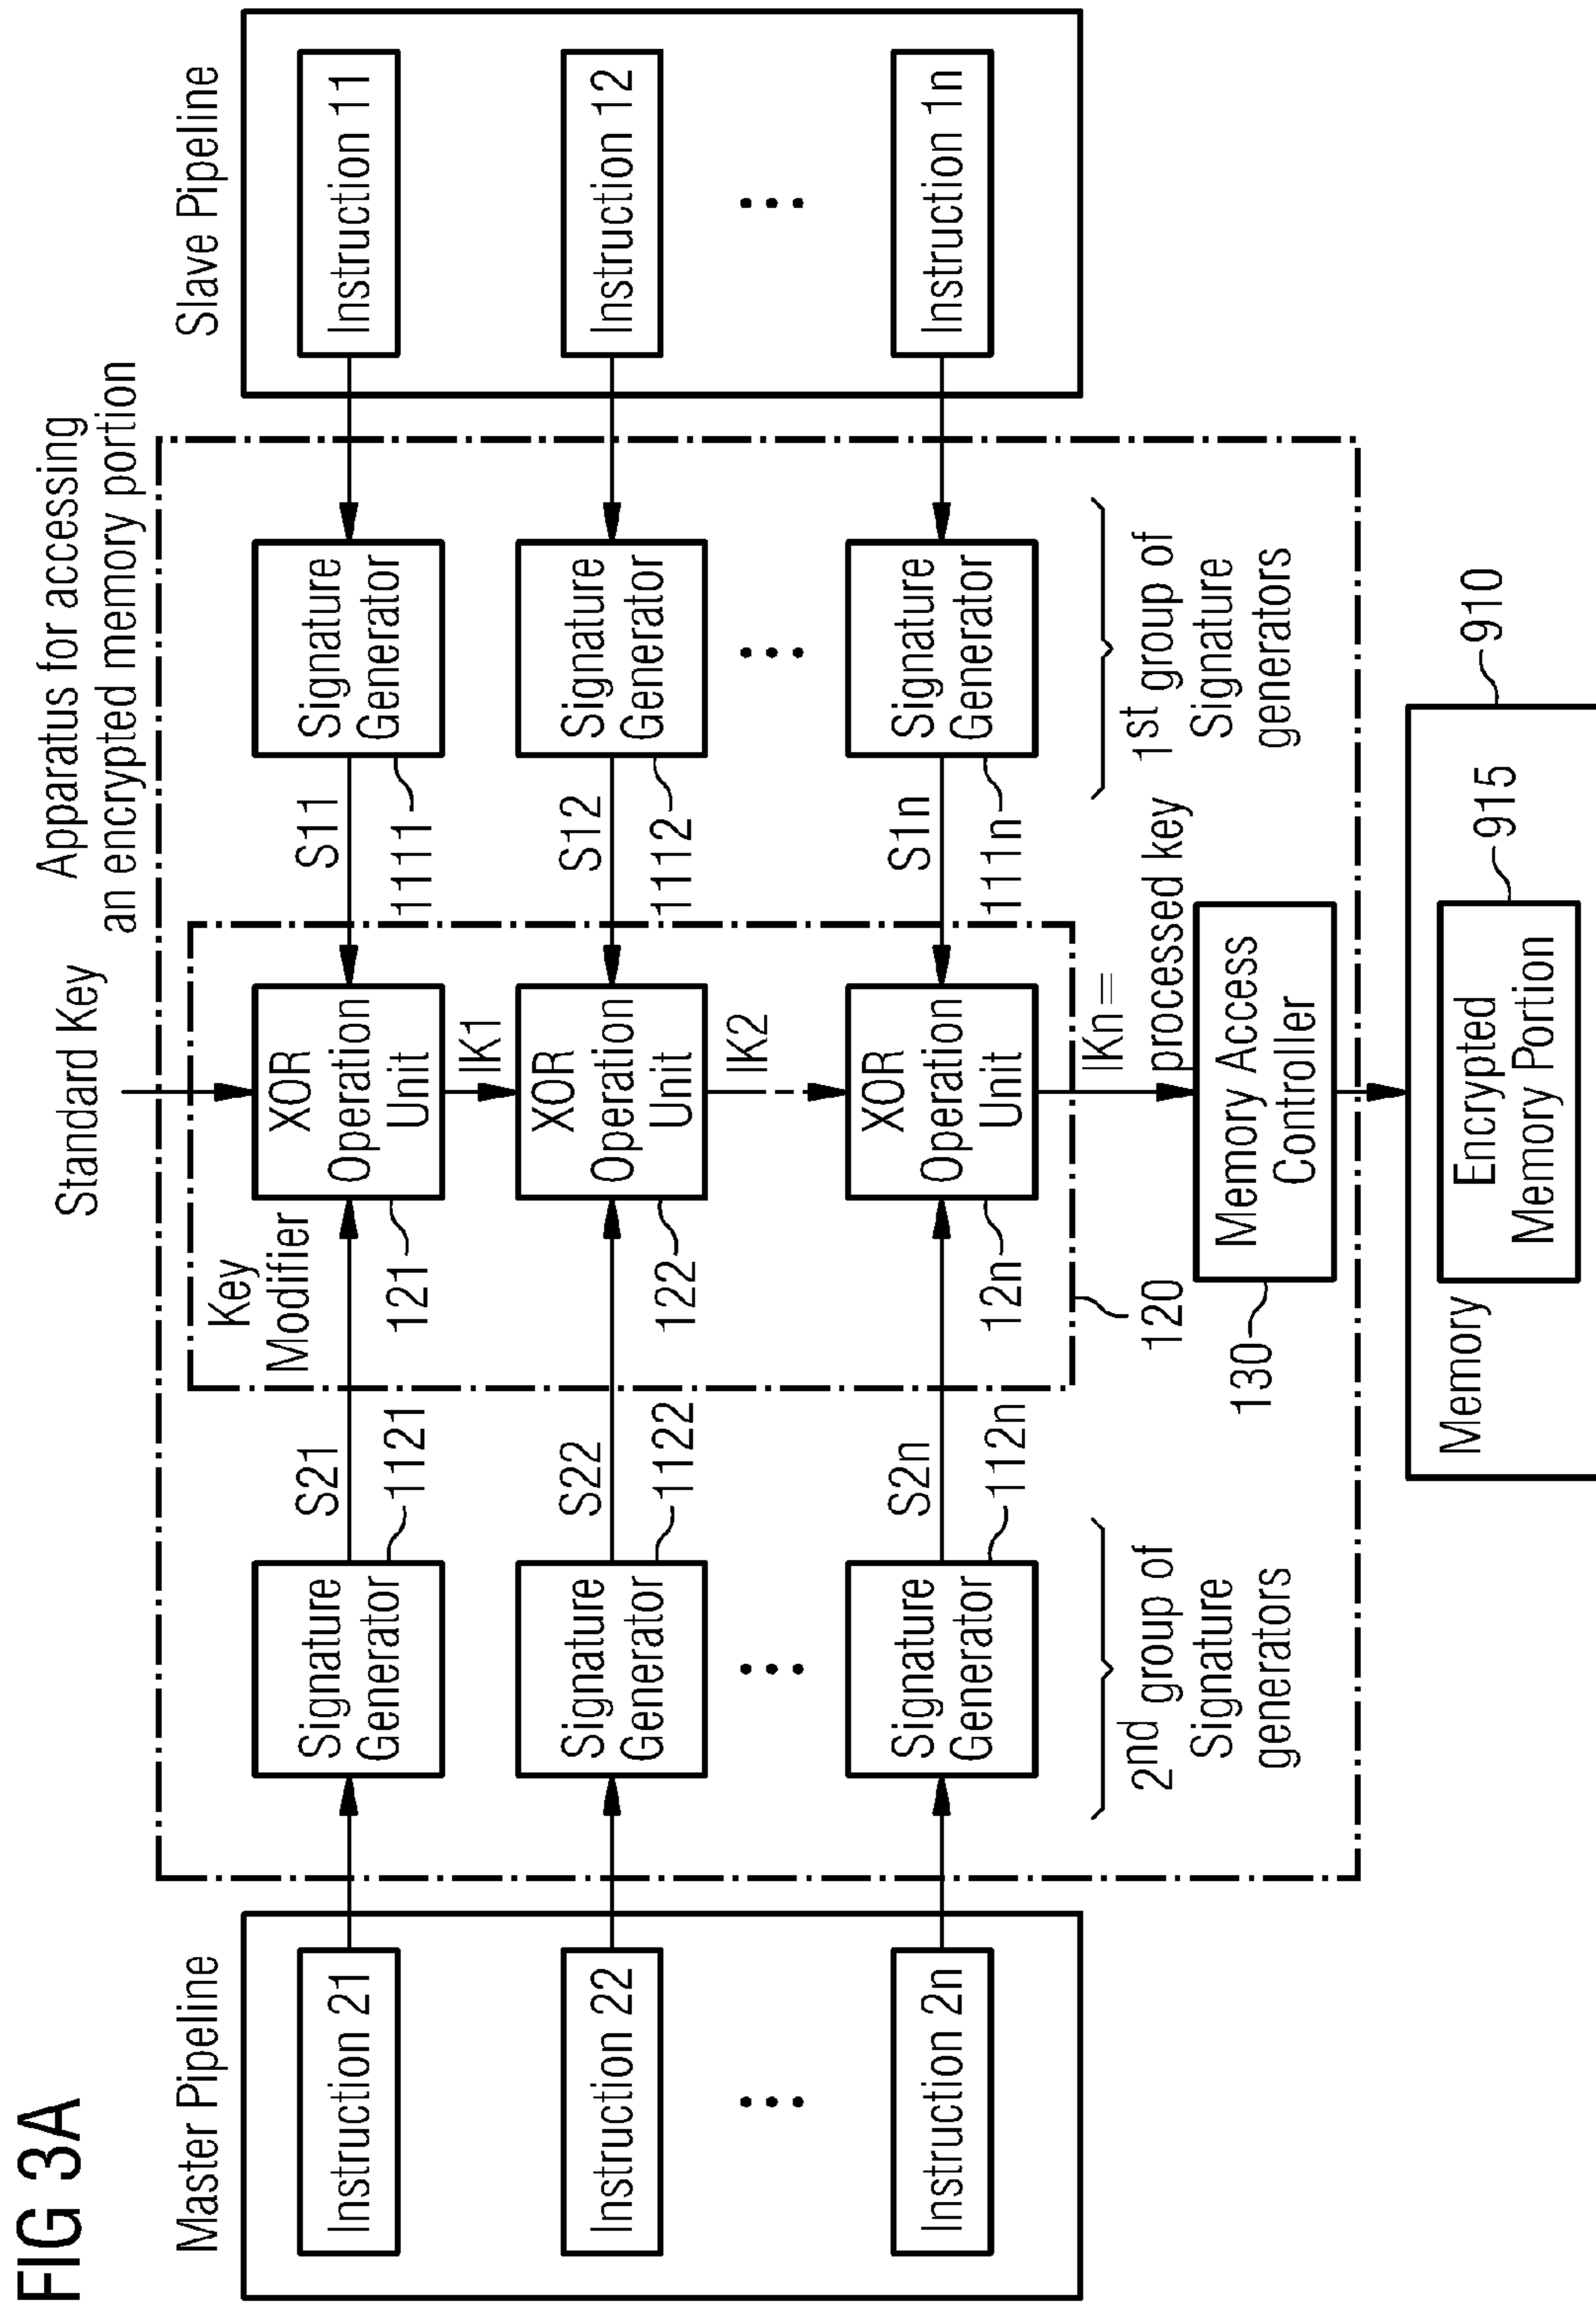 FIG 3A
Apparatus for accessing
an encrypted memory portion
Standard Key
Master Pipeline
Slave Pipeline
Instruction 21
Signature
Generator
S21
1121
Key
Modifier
XOR
Operation
Unit
121
S11
1111
Signature
Generator
Instruction 11
IK1
Instruction 22
Signature
Generator
S22
1122
XOR
Operation
Unit
122
S12
1112
Signature
Generator
Instruction 12
IK2
Instruction 2n
Signature
Generator
S2n
112n
XOR
Operation
Unit
12n
S1n
111n
Signature
Generator
Instruction 1n
120
IKn=
processed key
2nd group of
Signature
generators
1st group of
Signature
generators
130
Memory Access
Controller
Memory
910
Encrypted
Memory Portion
915